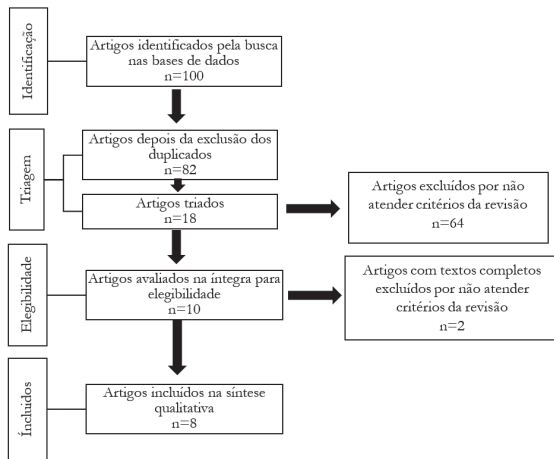 Identificação
Artigos identificados pela busca
nas bases de dados
n=100
Triagem
Artigos depois da exclusão dos
duplicados
n=82
Artigos triados
n=18
Artigos excluídos por não
atender critérios da revisão
n=64
Elegibilidade
Artigos avaliados na íntegra para
elegibilidade
n=10
Artigos com textos completos
excluídos por não atender
critérios da revisão
n=2
Íncluidos
Artigos incluídos na síntese
qualitativa
n=8